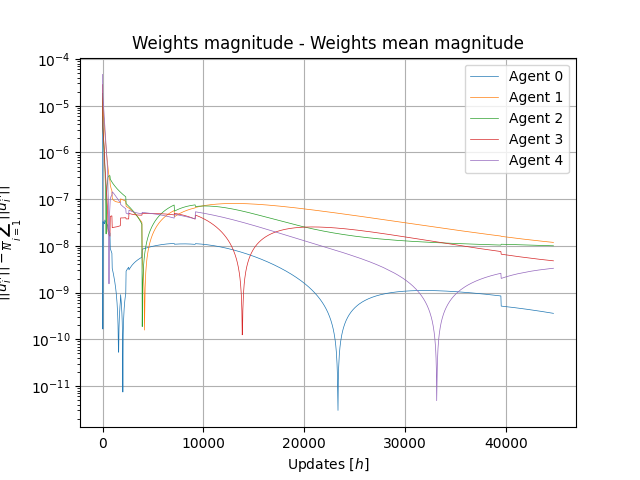 Weights magnitude - Weights mean magnitude
10⁻⁴
10⁻⁵
10⁻⁶
10⁻⁷
10⁻⁸
10⁻⁹
10⁻¹⁰
10⁻¹¹
Agent 0
Agent 1
Agent 2
Agent 3
Agent 4
0
10000
20000
30000
40000
Updates [h]